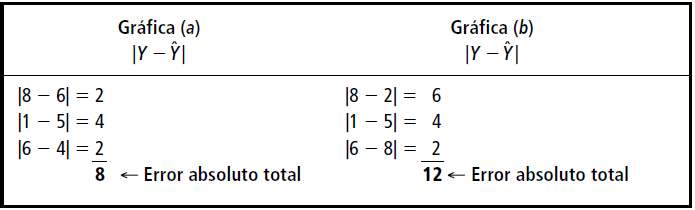 Gráfica (a) Gráfica (b)
|Y – Ŷ| |Y – Ŷ|
|8 – 6| = 2 |8 – 2| = 6
|1 – 5| = 4 |1 – 5| = 4
|6 – 4| = 2 |6 – 8| = 2
8 ← Error absoluto total 12 ← Error absoluto total